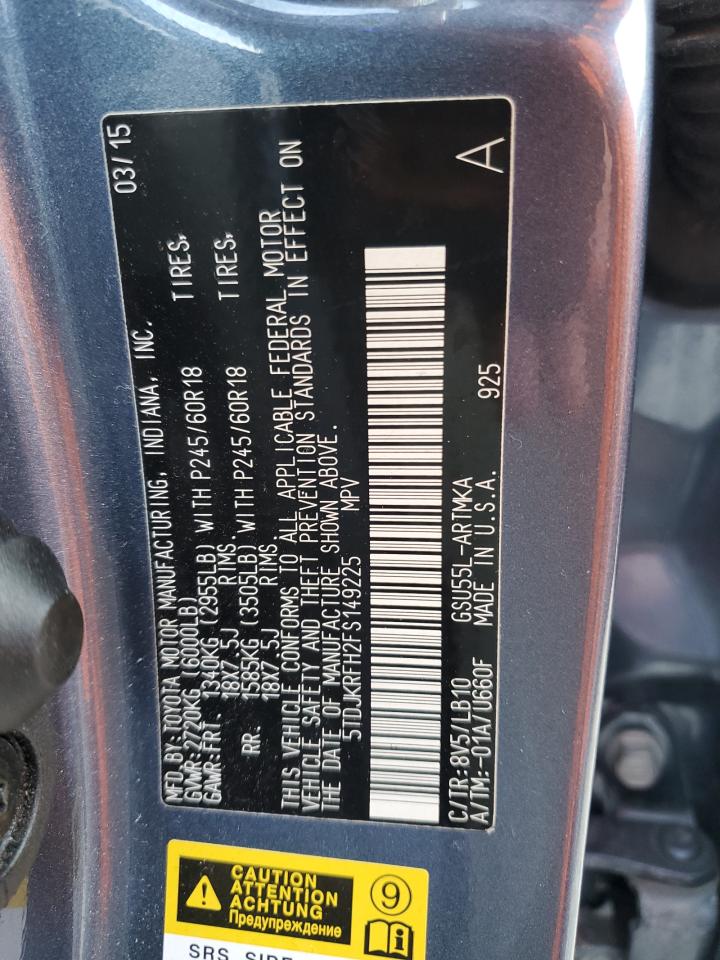 MFD.BY:TOYOTA MOTOR MANUFACTURING, INDIANA, INC. 03/15
GVWR:2720KG (6000LB)
GAWR:FRT. 1340KG (2955LB) WITH P245/60R18 TIRES,
18X7.5J RIMS.
RR. 1585KG (3505LB) WITH P245/60R18 TIRES,
18X7.5J RIMS.
THIS VEHICLE CONFORMS TO ALL APPLICABLE FEDERAL MOTOR
VEHICLE SAFETY AND THEFT PREVENTION STANDARDS IN EFFECT ON
THE DATE OF MANUFACTURE SHOWN ABOVE.
5TDJKRFH2FS149225 MPV
C/TR:8V5/LB10 GSU55L-ARTMKA A
A/TM:-01A/U660F MADE IN U.S.A. 925
CAUTION
ATTENTION
ACHTUNG
Предупреждение
9
SRS SIDE